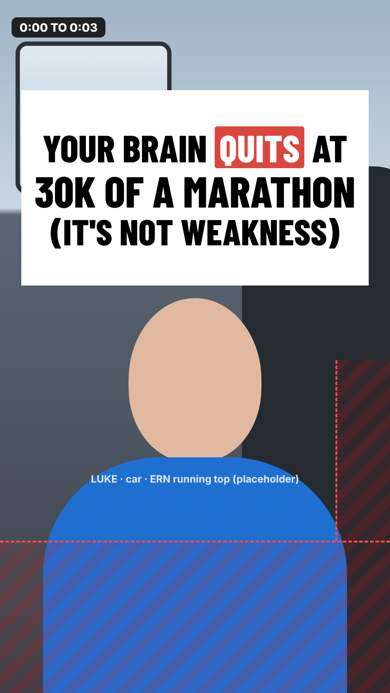 0:00 TO 0:03
YOUR BRAIN QUITS AT
30K OF A MARATHON
(IT'S NOT WEAKNESS)
LUKE · car · ERN running top (placeholder)